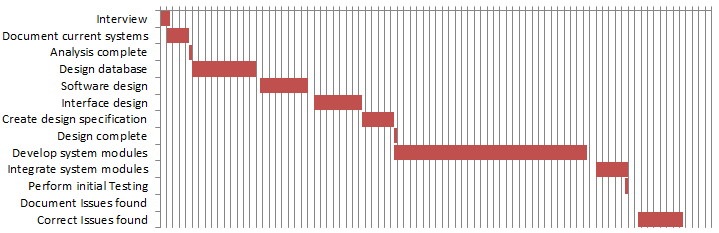 Interview
Document current systems
Analysis complete
Design database
Software design
Interface design
Create design specification
Design complete
Develop system modules
Integrate system modules
Perform initial Testing
Document Issues found
Correct Issues found